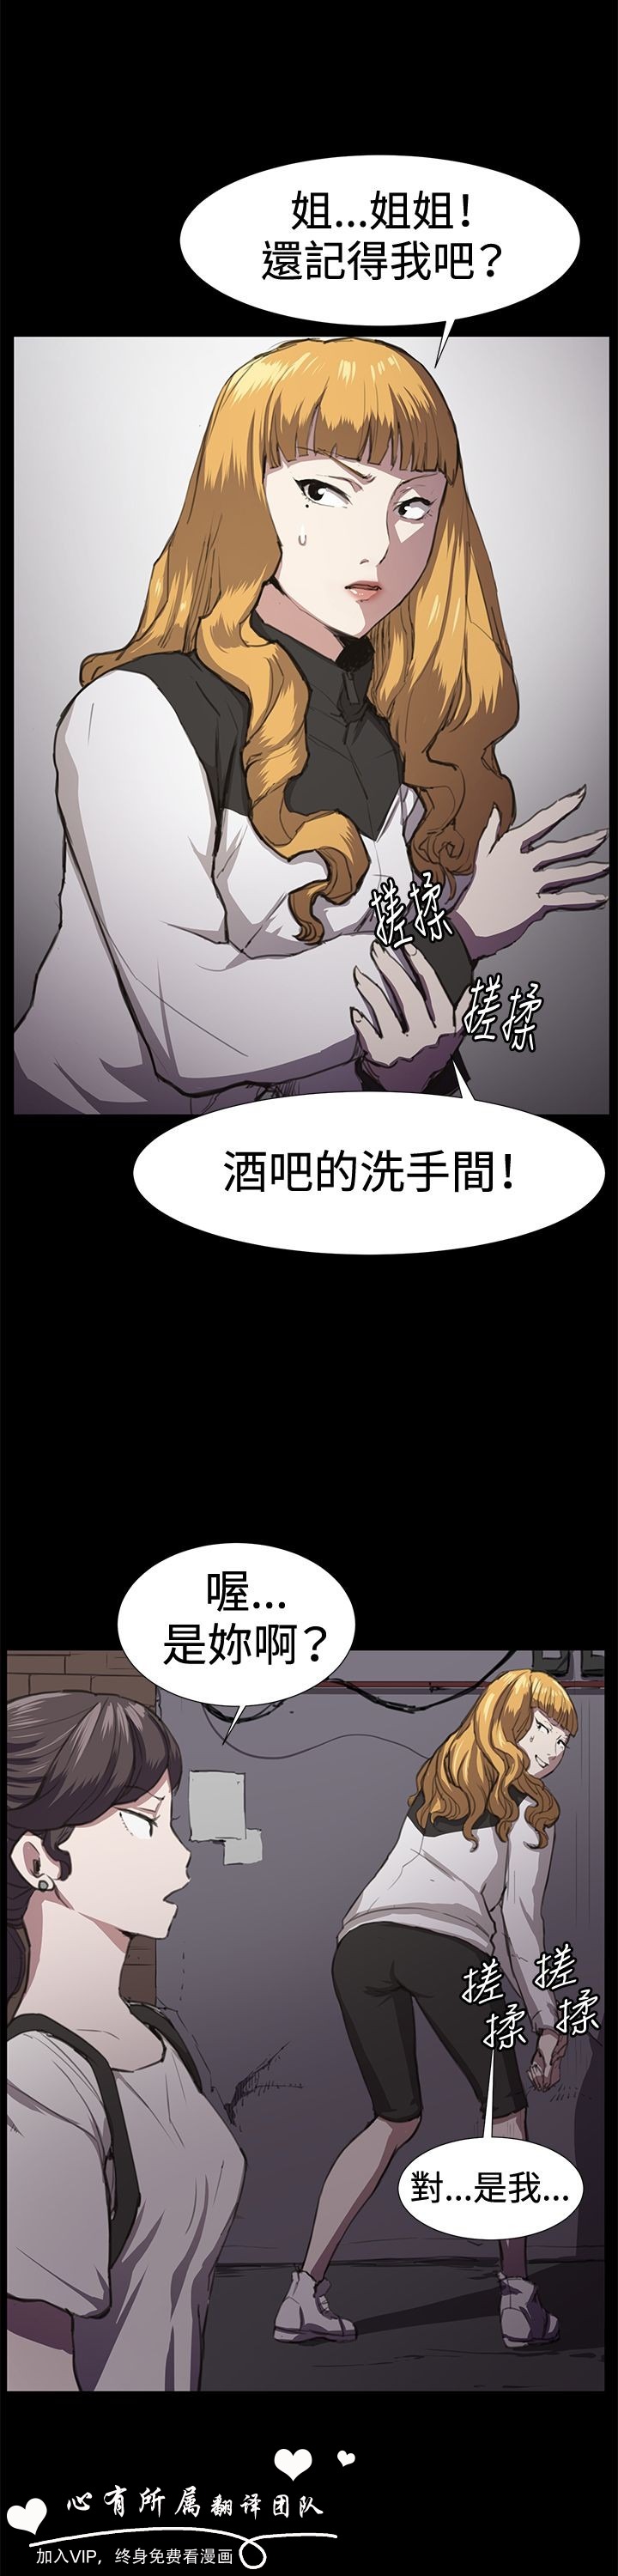 姐...姐姐！
還記得我吧？
搓揉
搓揉
酒吧的洗手間！
喔...
是妳啊？
搓揉
搓揉
對...是我...
心有所属翻译团队
加入VIP，终身免费看漫画